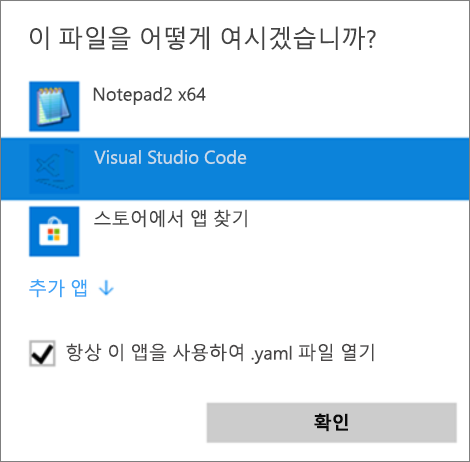 이 파일을 어떻게 여시겠습니까?
Notepad2 x64
Visual Studio Code
스토어에서 앱 찾기
추가 앱 ↓
항상 이 앱을 사용하여 .yaml 파일 열기
확인